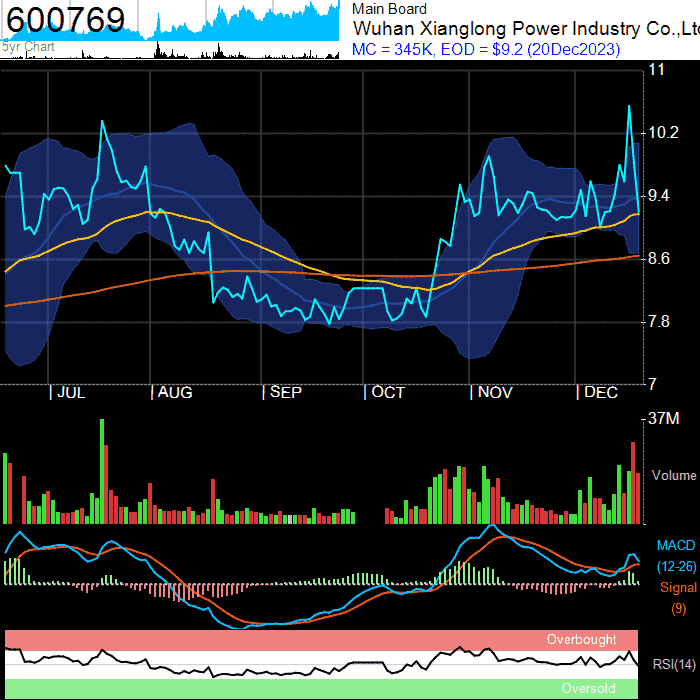 600769
5yr Chart
Main Board
Wuhan Xianglong Power Industry Co.,Ltd
MC = 345K, EOD = $9.2 (20Dec2023)
11
10.2
9.4
8.6
7.8
7
JUL AUG SEP OCT NOV DEC
37M
Volume
MACD
(12-26)
Signal
(9)
Overbought
RSI(14)
Oversold